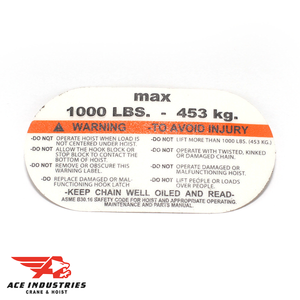 max
1000 LBS. - 453 kg.
WARNING -TO AVOID INJURY
-DO NOT OPERATE HOIST WHEN LOAD IS
NOT CENTERED UNDER HOIST.
-DO NOT ALLOW THE HOOK BLOCK OR
STOP BLOCK TO CONTACT THE
BOTTOM OF HOIST.
-DO NOT REMOVE OR OBSCURE THIS
WARNING LABEL.
-DO REPLACE DAMAGED OR MAL-
FUNCTIONING HOOK LATCH
-DO NOT LIFT MORE THAN 1000 LBS. (453 KG.)
-DO NOT OPERATE WITH TWISTED, KINKED
OR DAMAGED CHAIN.
-DO NOT OPERATE DAMAGED OR
MALFUNCTIONING HOIST.
-DO NOT LIFT PEOPLE OR LOADS
OVER PEOPLE.
-KEEP CHAIN WELL OILED AND READ-
ASME B30.16 SAFETY CODE FOR HOIST AND APPROPRIATE OPERATING,
MAINTENANCE AND PARTS MANUAL.
ACE INDUSTRIES
CRANE & HOIST